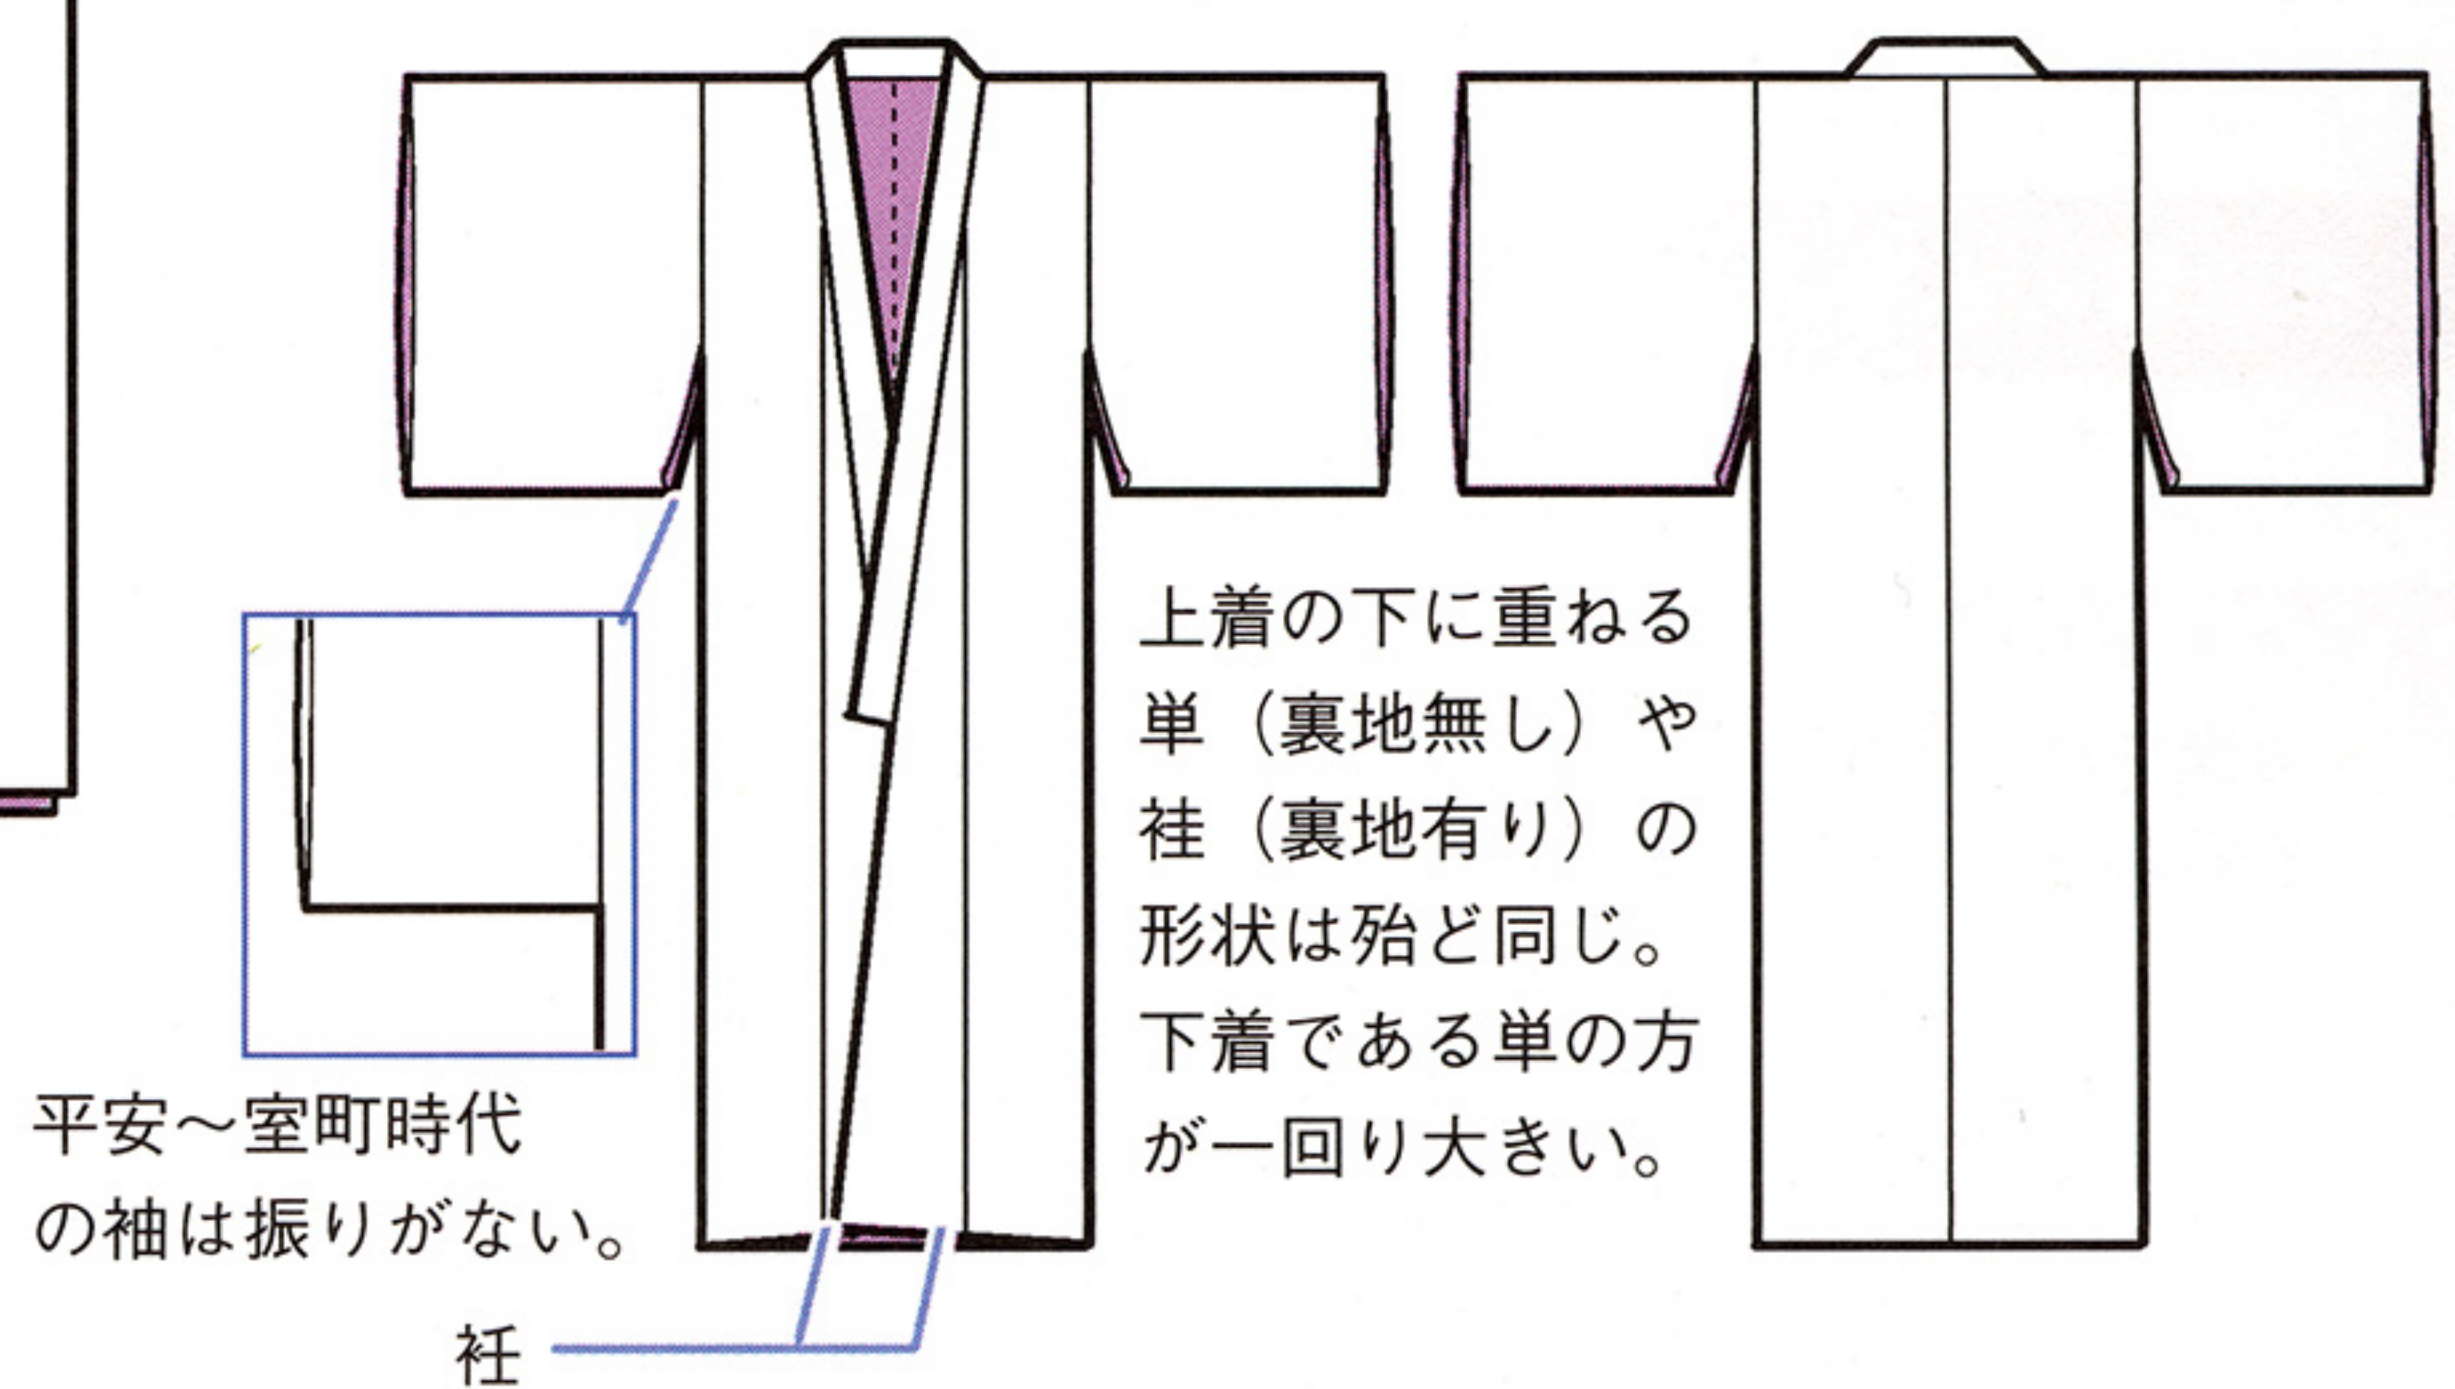 上着の下に重ねる
単（裏地無し）や
袿（裏地有り）の
形状は殆ど同じ。
下着である単の方
が一回り大きい。
平安～室町時代
の袖は振りがない。
衽